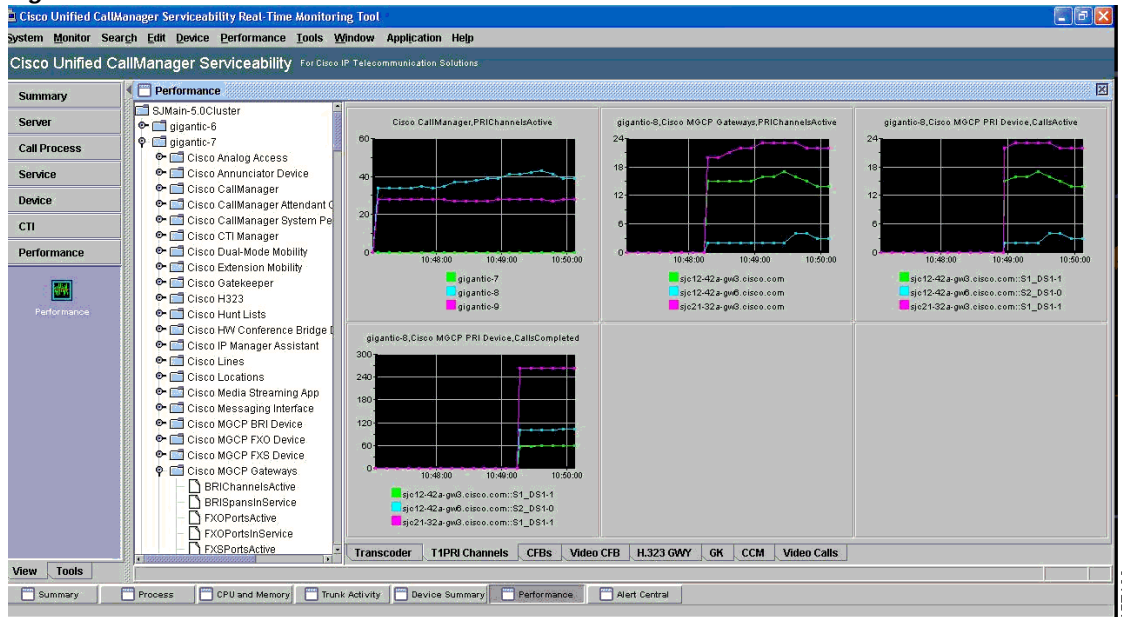 Cisco Unified CallManager Serviceability Real-Time Monitoring Tool
System Monitor Search Edit Device Performance Tools Window Application Help
Cisco Unified CallManager Serviceability For Cisco IP Telecommunication Solutions
Summary
Server
Call Process
Service
Device
CTI
Performance
Performance
View Tools
Performance
SJMain-5.0Cluster
gigantic-6
gigantic-7
Cisco Analog Access
Cisco Annunciator Device
Cisco CallManager
Cisco CallManager Attendant C
Cisco CallManager System Pe
Cisco CTI Manager
Cisco Dual-Mode Mobility
Cisco Extension Mobility
Cisco Gatekeeper
Cisco H323
Cisco Hunt Lists
Cisco HW Conference Bridge
Cisco IP Manager Assistant
Cisco Lines
Cisco Locations
Cisco Media Streaming App
Cisco Messaging Interface
Cisco MGCP BRI Device
Cisco MGCP FXO Device
Cisco MGCP FXS Device
Cisco MGCP Gateways
BRIChannelsActive
BRISpansInService
FXOPortsActive
FXOPortsInService
FXSPortsActive
Cisco CallManager,PRIChannelsActive
60
40
20
0
10:48:00 10:49:00 10:50:00
gigantic-7
gigantic-8
gigantic-9
gigantic-8,Cisco MGCP Gateways,PRIChannelsActive
24
18
12
6
0
10:48:00 10:49:00 10:50:00
sjc12-42a-gw3.cisco.com
sjc12-42a-gw6.cisco.com
sjc21-32a-gw3.cisco.com
gigantic-8,Cisco MGCP PRI Device,CallsActive
24
18
12
6
0
10:48:00 10:49:00 10:50:00
sjc12-42a-gw3.cisco.com::S1_DS1-1
sjc12-42a-gw6.cisco.com::S2_DS1-0
sjc21-32a-gw3.cisco.com::S1_DS1-1
gigantic-8,Cisco MGCP PRI Device,CallsCompleted
300
240
180
120
60
0
10:48:00 10:49:00 10:50:00
sjc12-42a-gw3.cisco.com::S1_DS1-1
sjc12-42a-gw6.cisco.com::S2_DS1-0
sjc21-32a-gw3.cisco.com::S1_DS1-1
Transcoder T1PRI Channels CFBs Video CFB H.323 GWY GK CCM Video Calls
Summary Process CPU and Memory Trunk Activity Device Summary Performance Alert Central